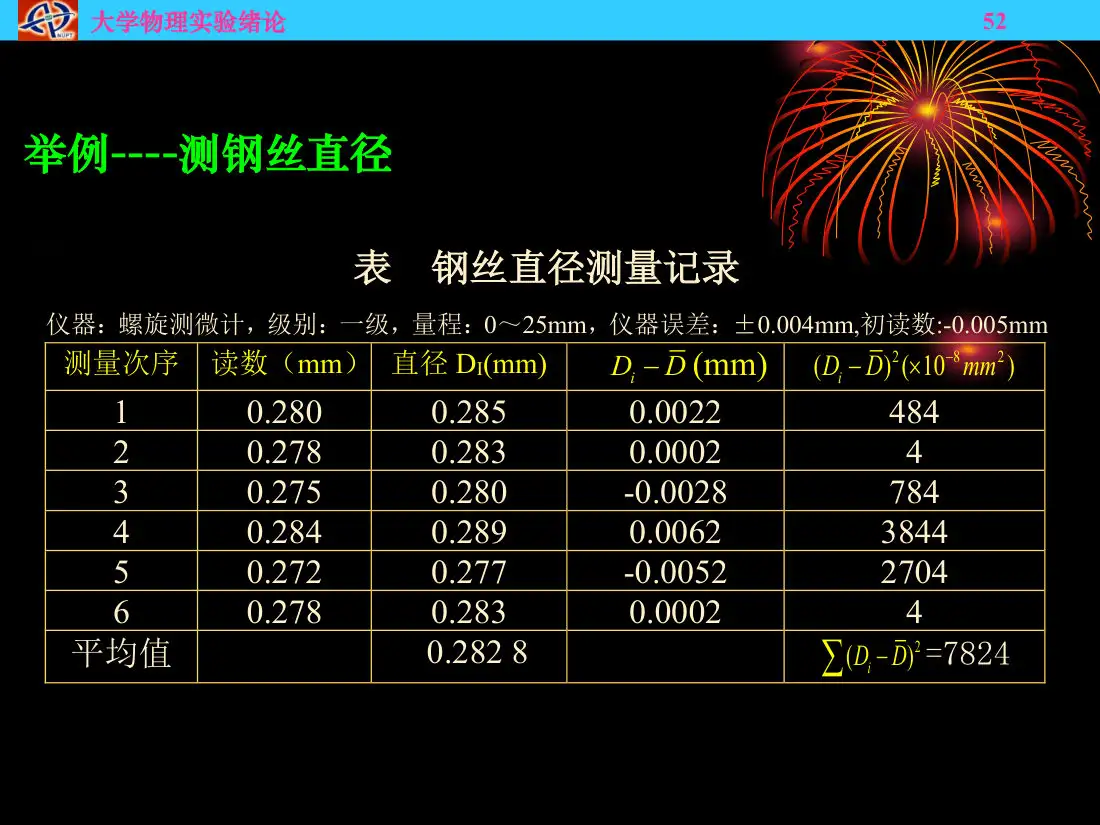 NUPT
大学物理实验绪论 52
举例----测钢丝直径
表 钢丝直径测量记录
仪器：螺旋测微计，级别：一级，量程：0～25mm，仪器误差：±0.004mm,初读数:-0.005mm
测量次序 读数（mm） 直径 D_I(mm) D_i − D̅ (mm) (D_i − D̅)²(×10⁻⁸ mm²)
1 0.280 0.285 0.0022 484
2 0.278 0.283 0.0002 4
3 0.275 0.280 -0.0028 784
4 0.284 0.289 0.0062 3844
5 0.272 0.277 -0.0052 2704
6 0.278 0.283 0.0002 4
平均值 0.282 8 ∑(D_i − D̅)²=7824